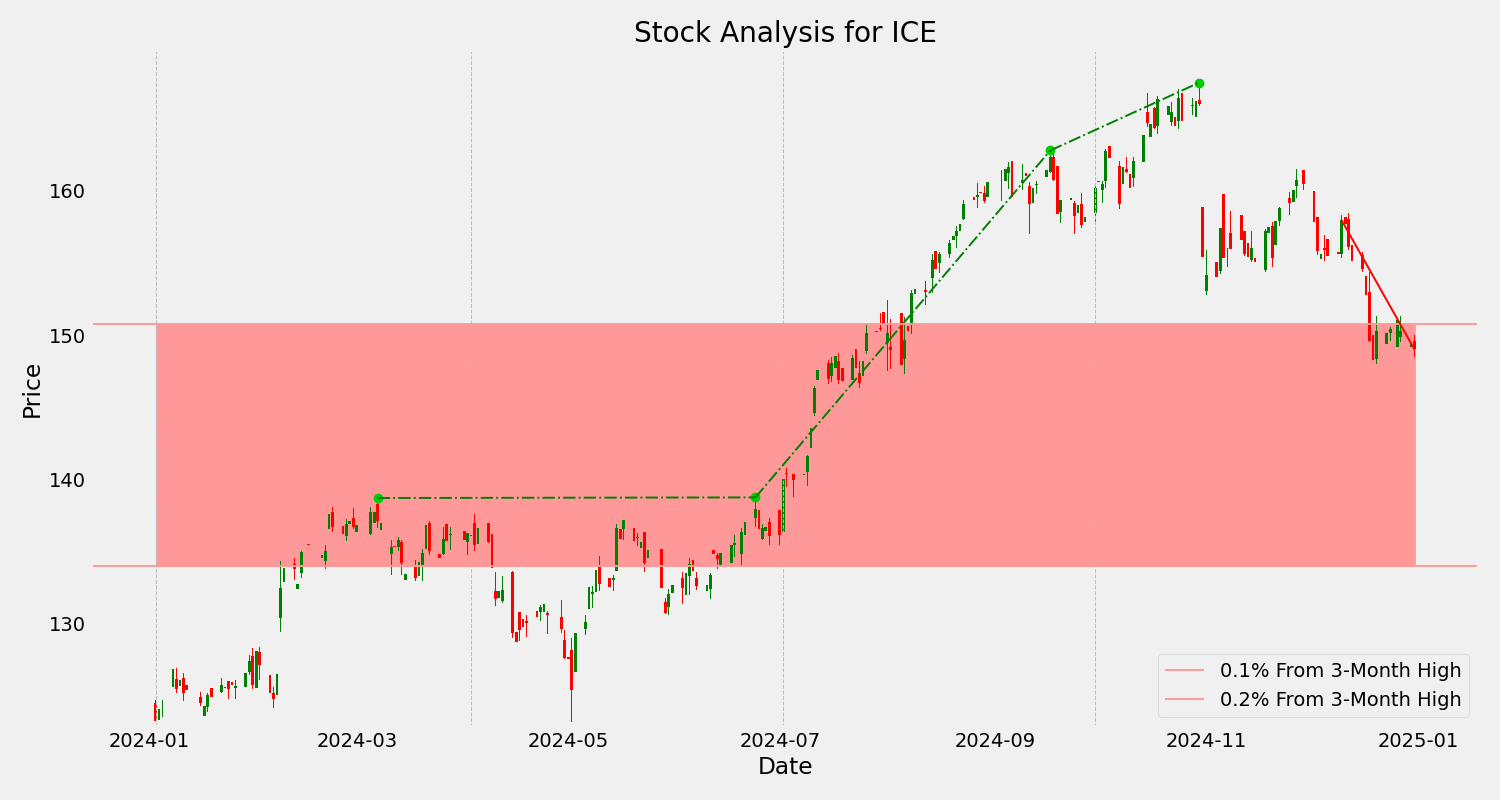 Stock Analysis for ICE
160
150
140
130
Price
2024-01 2024-03 2024-05 2024-07 2024-09 2024-11 2025-01
Date
0.1% From 3-Month High
0.2% From 3-Month High